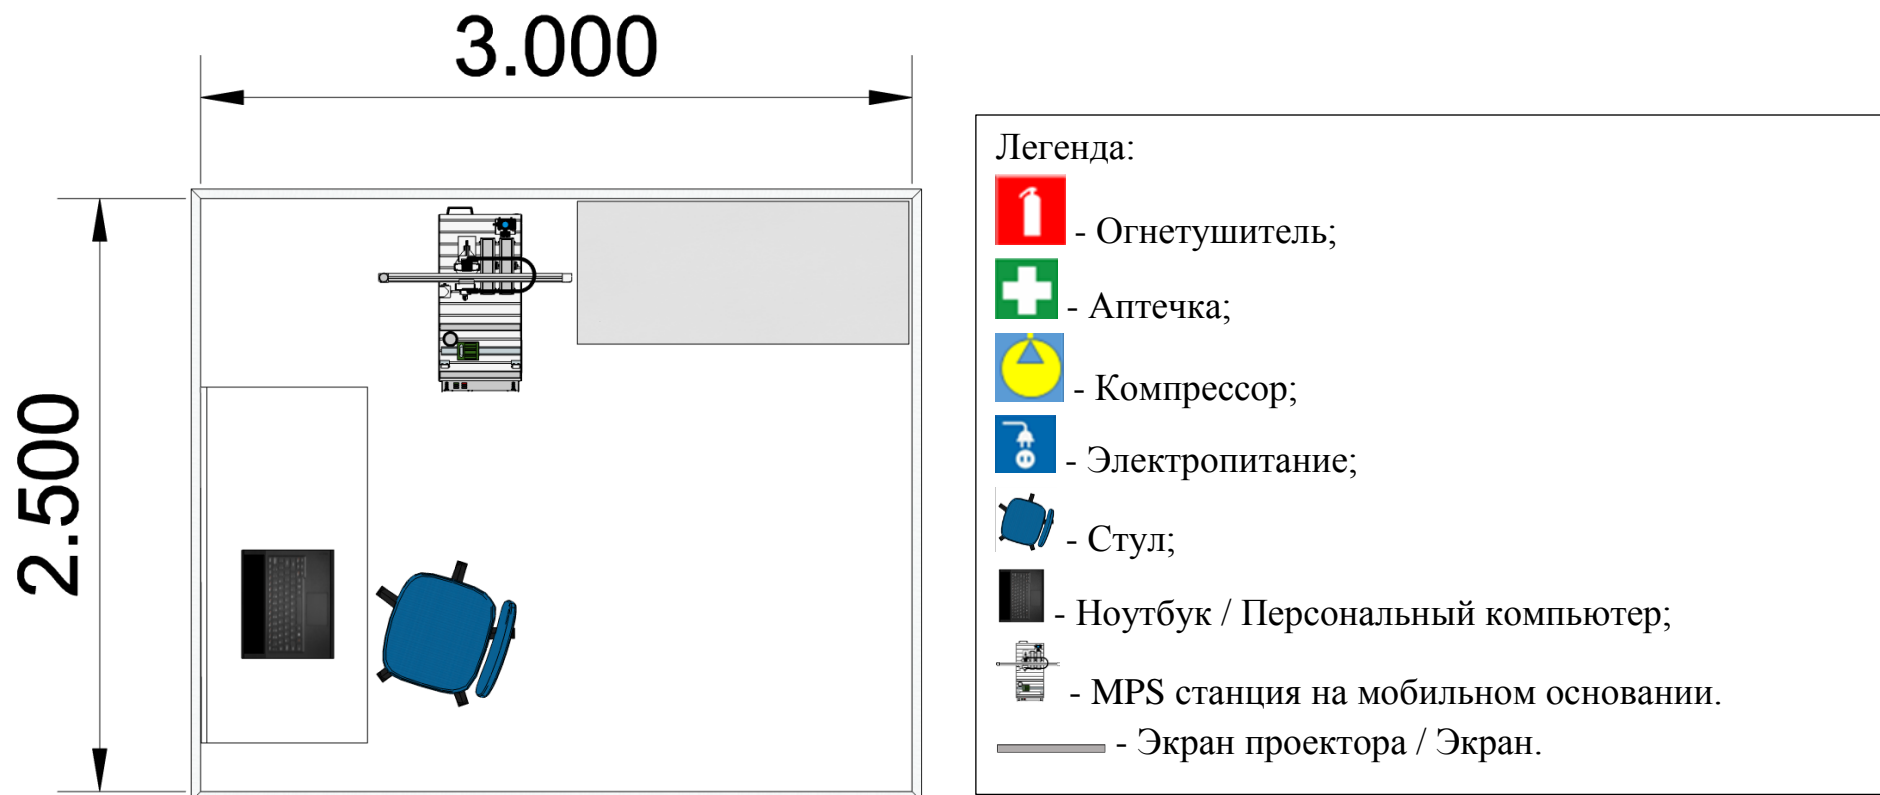 3.000
2.500
Легенда:
- Огнетушитель;
- Аптечка;
- Компрессор;
- Электропитание;
- Стул;
- Ноутбук / Персональный компьютер;
- MPS станция на мобильном основании.
- Экран проектора / Экран.